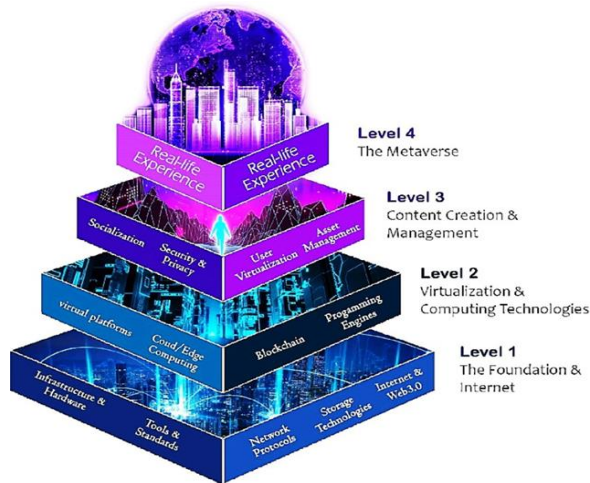 Real-life
Experience
Real-life
Experience
Level 4
The Metaverse
Level 3
Content Creation &
Management
Socialization
Security &
Privacy
User
Virtualization
Asset
Management
Level 2
Virtualization &
Computing Technologies
virtual platforms
Coud/Edge
Computing
Blockchain
Progamming
Engines
Level 1
The Foundation &
Internet
Infrastructure &
Hardware
Tools &
Standards
Network
Protocols
Storage
Technologies
Internet &
Web3.0